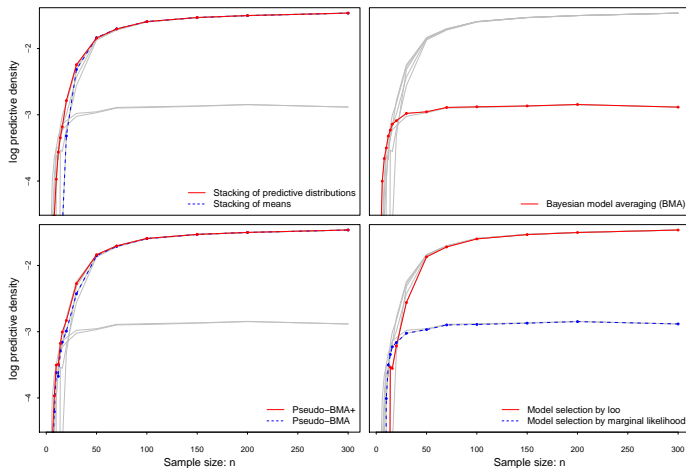 log predictive density
−2
−3
−4
Stacking of predictive distributions
Stacking of means
Bayesian model averaging (BMA)
log predictive density
−2
−3
−4
Pseudo−BMA+
Pseudo−BMA
Model selection by loo
Model selection by marginal likelihood
0 50 100 150 200 250 300
0 50 100 150 200 250 300
Sample size: n
Sample size: n